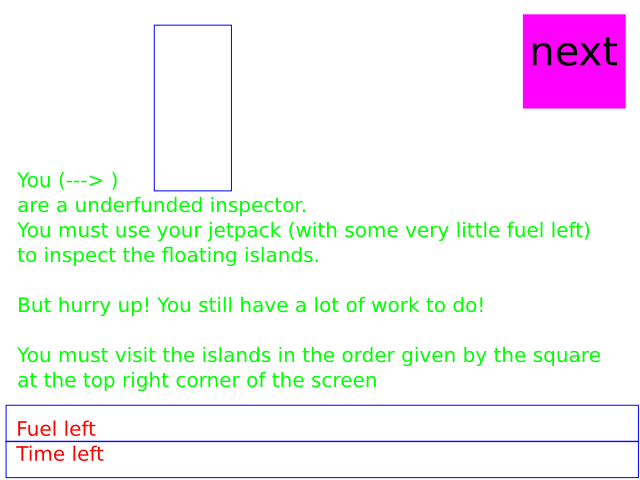 next
You (---> )
are a underfunded inspector.
You must use your jetpack (with some very little fuel left)
to inspect the floating islands.
But hurry up! You still have a lot of work to do!
You must visit the islands in the order given by the square
at the top right corner of the screen
Fuel left
Time left